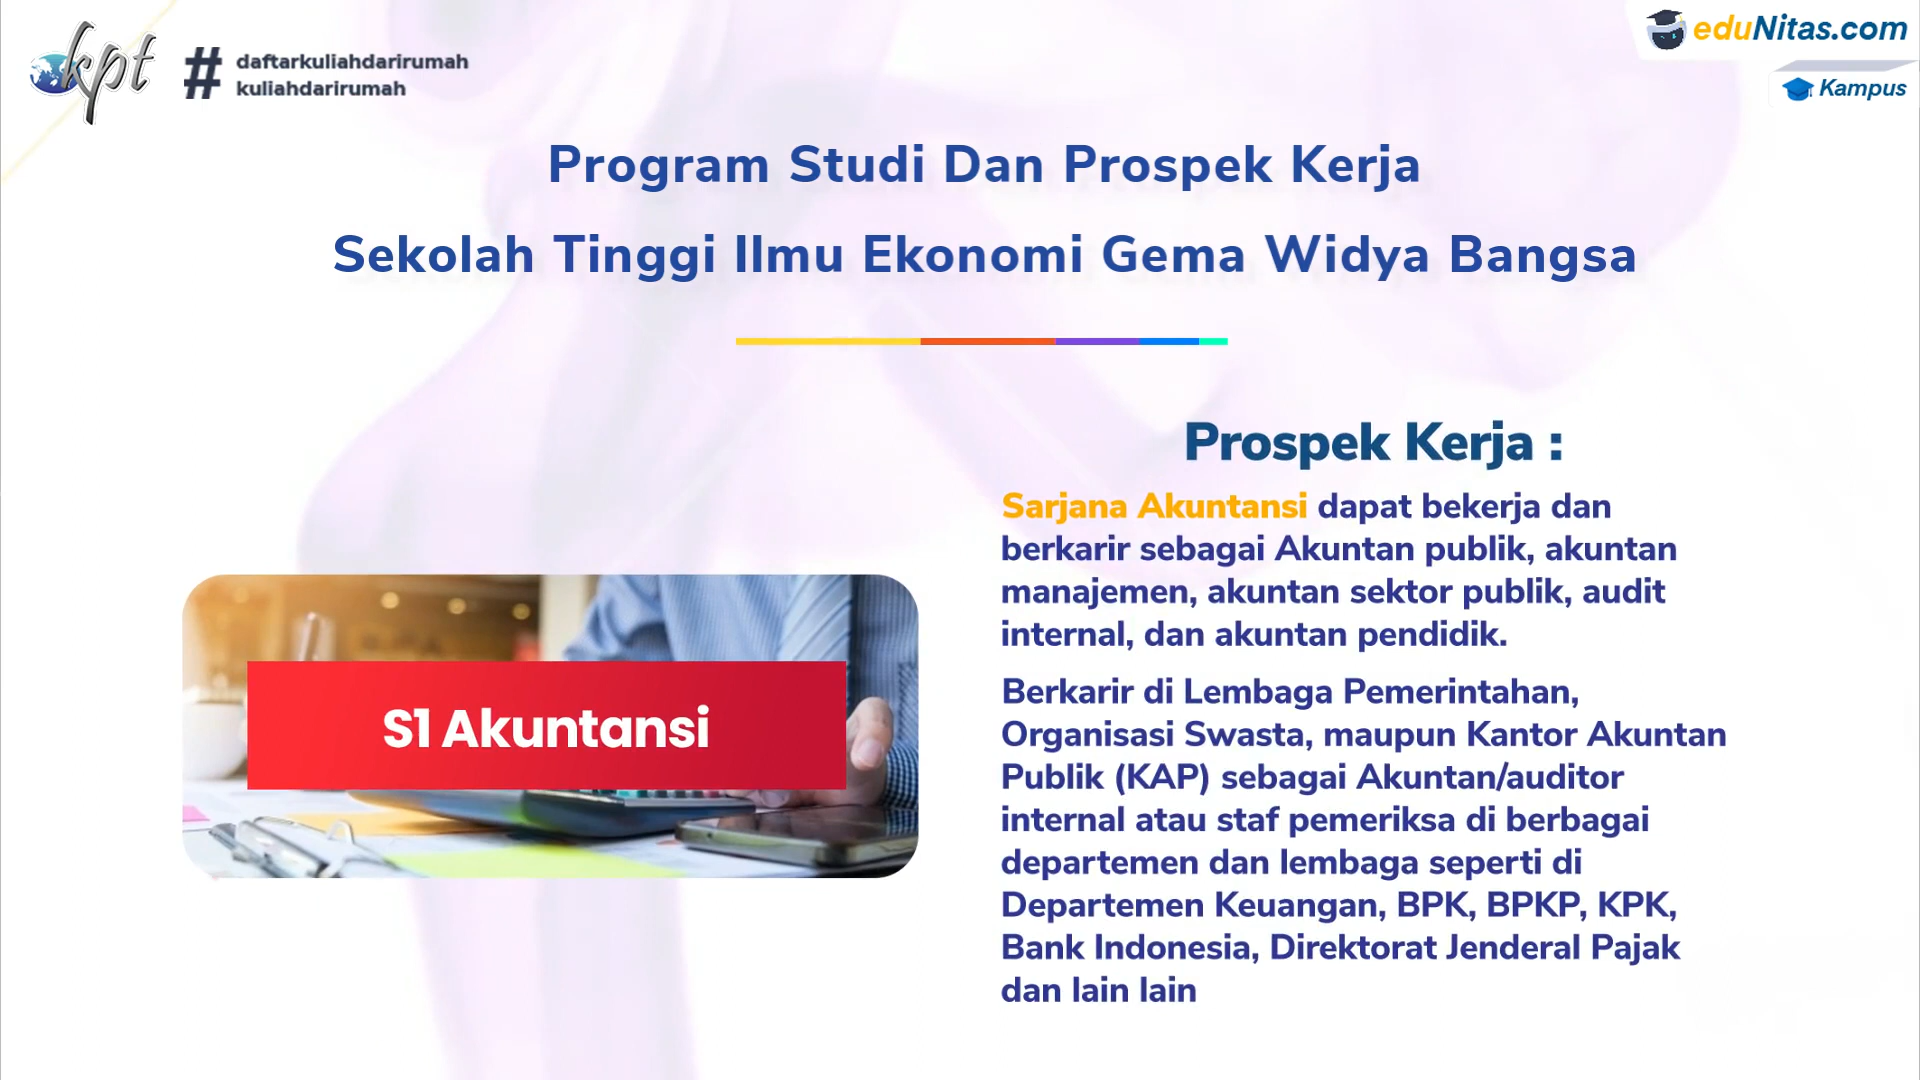 kpt
# daftarkuliahdarirumah
kuliahdarirumah
eduNitas.com
Kampus
Program Studi Dan Prospek Kerja
Sekolah Tinggi Ilmu Ekonomi Gema Widya Bangsa
Prospek Kerja :
Sarjana Akuntansi dapat bekerja dan
berkarir sebagai Akuntan publik, akuntan
manajemen, akuntan sektor publik, audit
internal, dan akuntan pendidik.
Berkarir di Lembaga Pemerintahan,
Organisasi Swasta, maupun Kantor Akuntan
Publik (KAP) sebagai Akuntan/auditor
internal atau staf pemeriksa di berbagai
departemen dan lembaga seperti di
Departemen Keuangan, BPK, BPKP, KPK,
Bank Indonesia, Direktorat Jenderal Pajak
dan lain lain
S1 Akuntansi